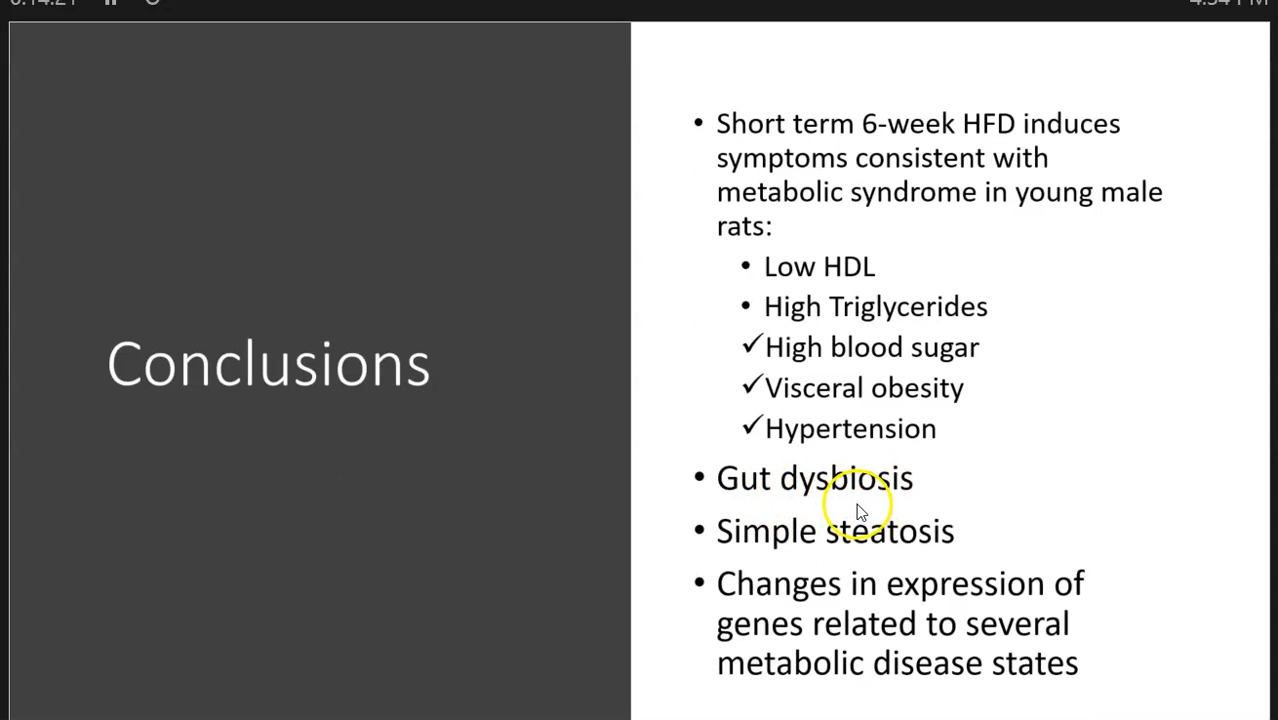 Conclusions
• Short term 6-week HFD induces
symptoms consistent with
metabolic syndrome in young male
rats:
• Low HDL
• High Triglycerides
✓High blood sugar
✓Visceral obesity
✓Hypertension
• Gut dysbiosis
• Simple steatosis
• Changes in expression of
genes related to several
metabolic disease states